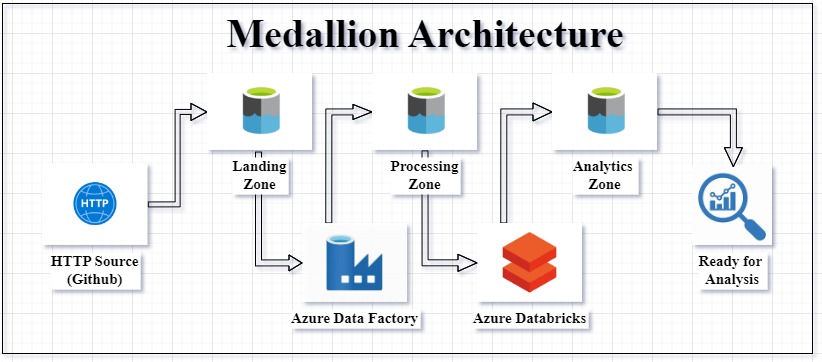 Medallion Architecture
HTTP
HTTP Source
(Github)
Landing
Zone
Azure Data Factory
Processing
Zone
Azure Databricks
Analytics
Zone
Ready for
Analysis